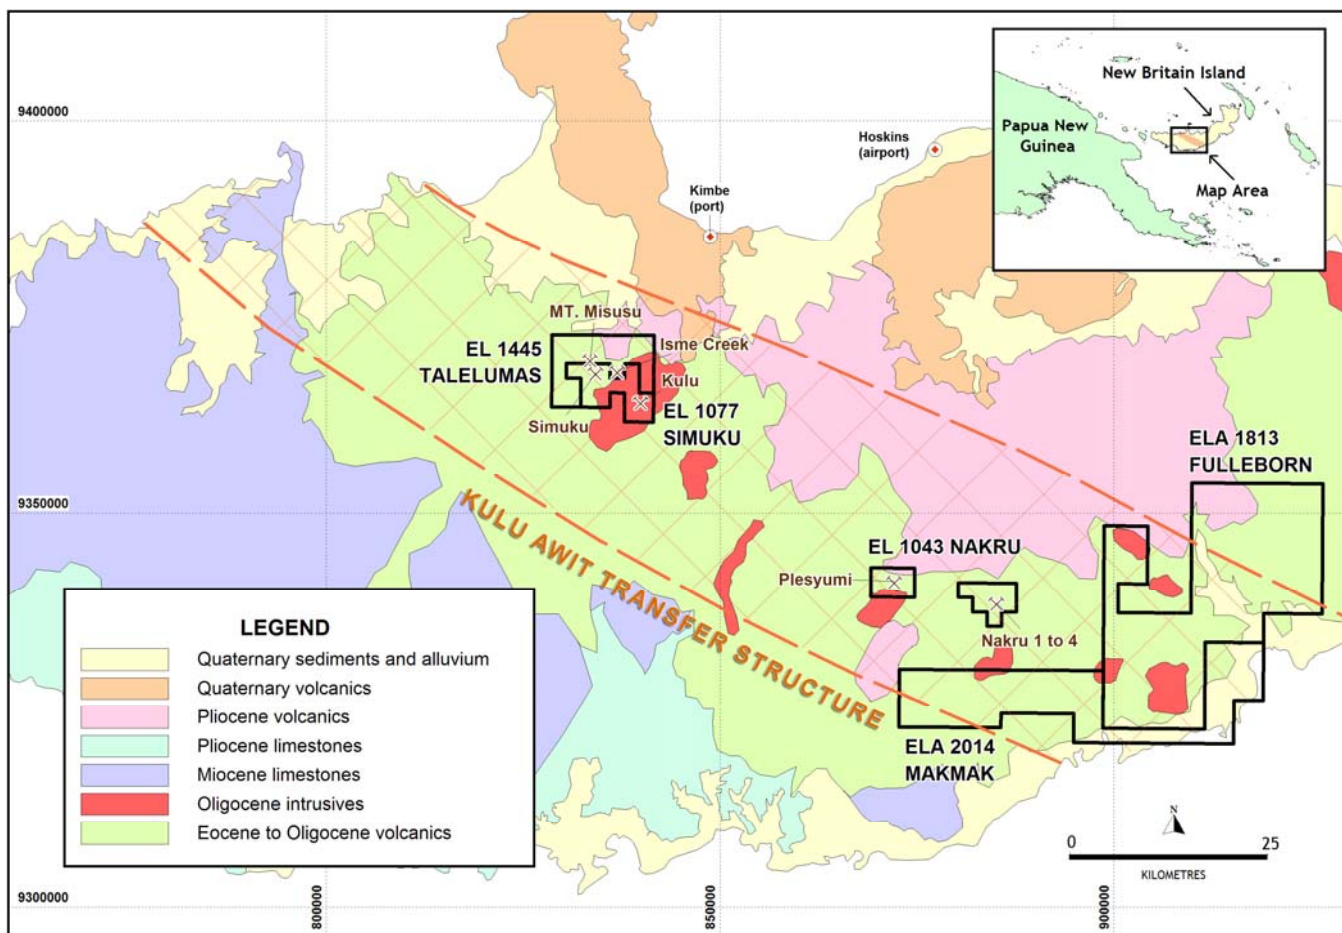 9400000
New Britain Island
Papua New
Guinea
Map Area
Hoskins
(airport)
Kimbe
(port)
MT. Misusu
EL 1445
TALELUMAS
Isme Creek
Kulu
Simuku
EL 1077
SIMUKU
ELA 1813
FULLEBORN
9350000
KULU AWIT TRANSFER STRUCTURE
EL 1043 NAKRU
Plesyumi
Nakru 1 to 4
ELA 2014
MAKMAK
LEGEND
Quaternary sediments and alluvium
Quaternary volcanics
Pliocene volcanics
Pliocene limestones
Miocene limestones
Oligocene intrusives
Eocene to Oligocene volcanics
N
0 25
KILOMETRES
9300000
800000
850000
900000